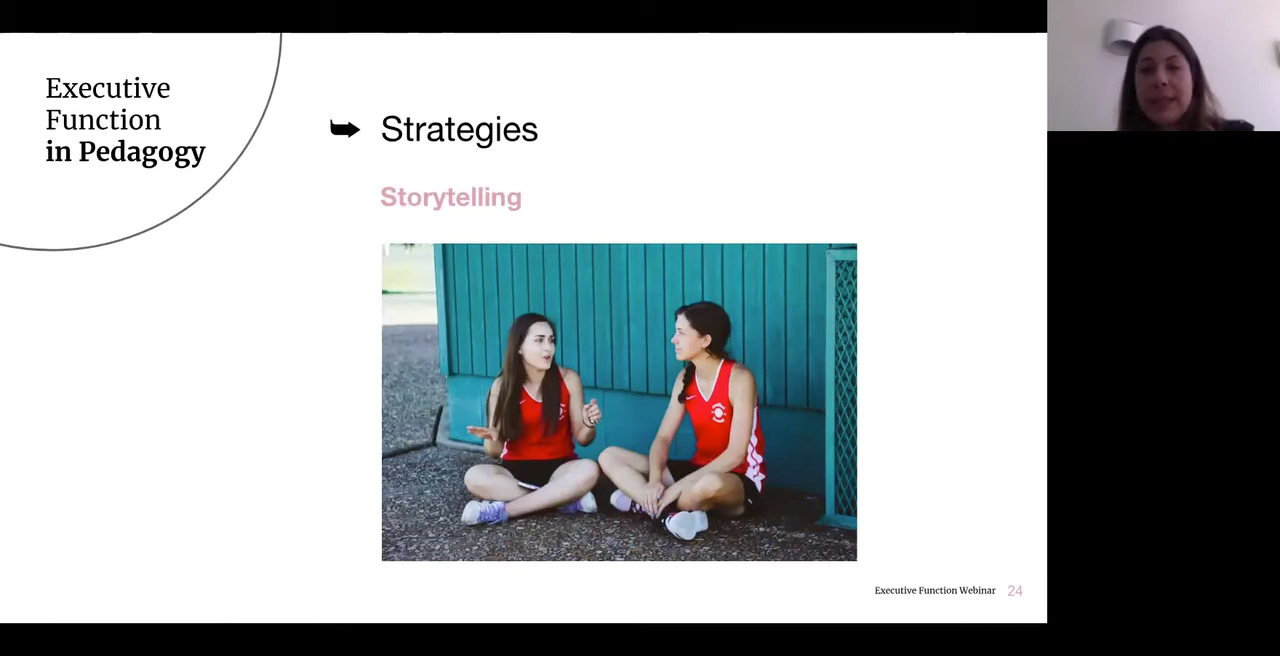 Executive
Function
in Pedagogy
Strategies
Storytelling
Executive Function Webinar 24